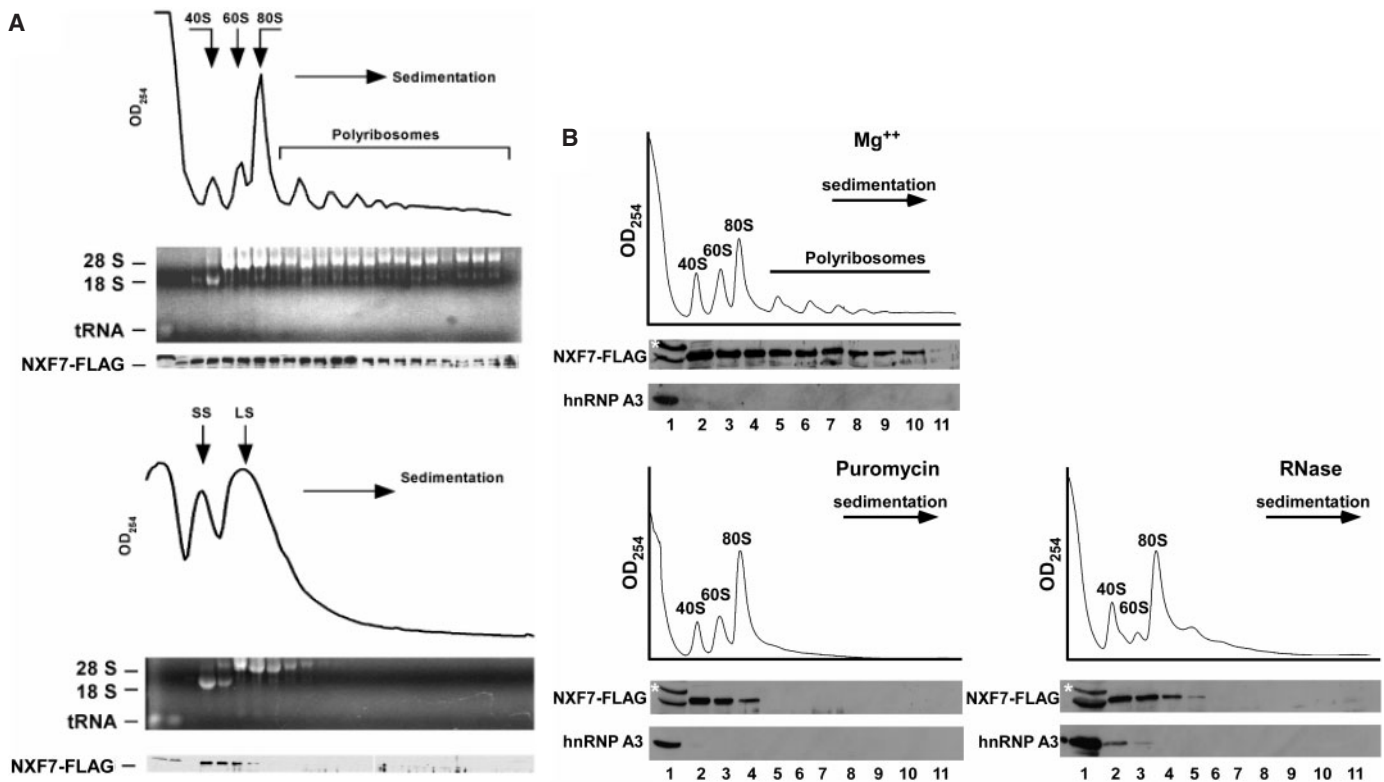 A
40S 60S 80S
Sedimentation
OD254
Polyribosomes
28 S
18 S
tRNA
NXF7-FLAG
SS LS
Sedimentation
OD254
28 S
18 S
tRNA
NXF7-FLAG
B
Mg++
sedimentation
OD254
80S
60S
40S
Polyribosomes
*
NXF7-FLAG
hnRNP A3
1 2 3 4 5 6 7 8 9 10 11
Puromycin
sedimentation
OD254
80S
60S
40S
*
NXF7-FLAG
hnRNP A3
1 2 3 4 5 6 7 8 9 10 11
RNase
sedimentation
OD254
80S
40S
60S
*
NXF7-FLAG
hnRNP A3
1 2 3 4 5 6 7 8 9 10 11